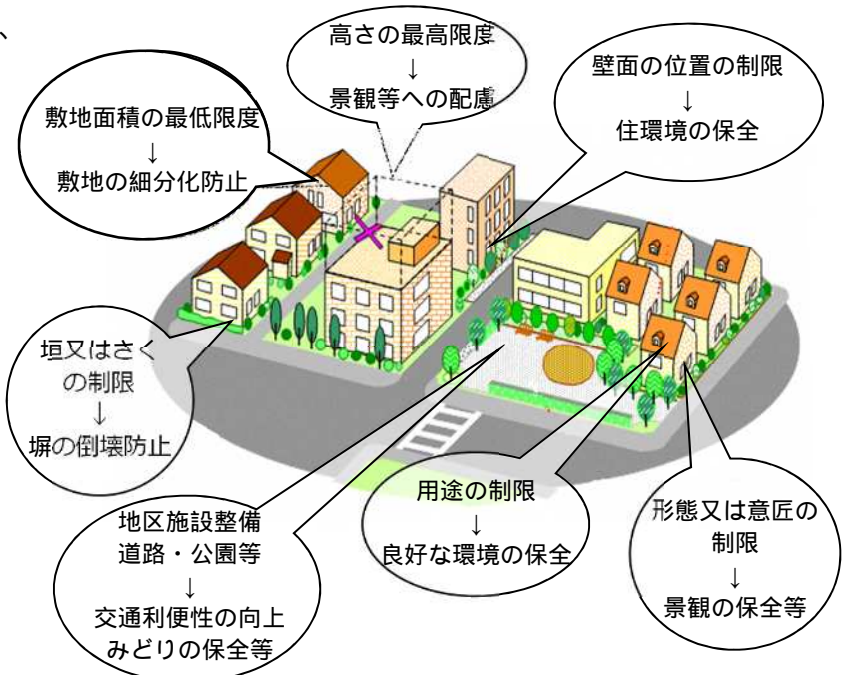 、
高さの最高限度
↓
景観等への配慮
壁面の位置の制限
↓
住環境の保全
敷地面積の最低限度
↓
敷地の細分化防止
垣又はさく
の制限
↓
塀の倒壊防止
地区施設整備
道路・公園等
↓
交通利便性の向上
みどりの保全等
用途の制限
↓
良好な環境の保全
形態又は意匠の
制限
↓
景観の保全等